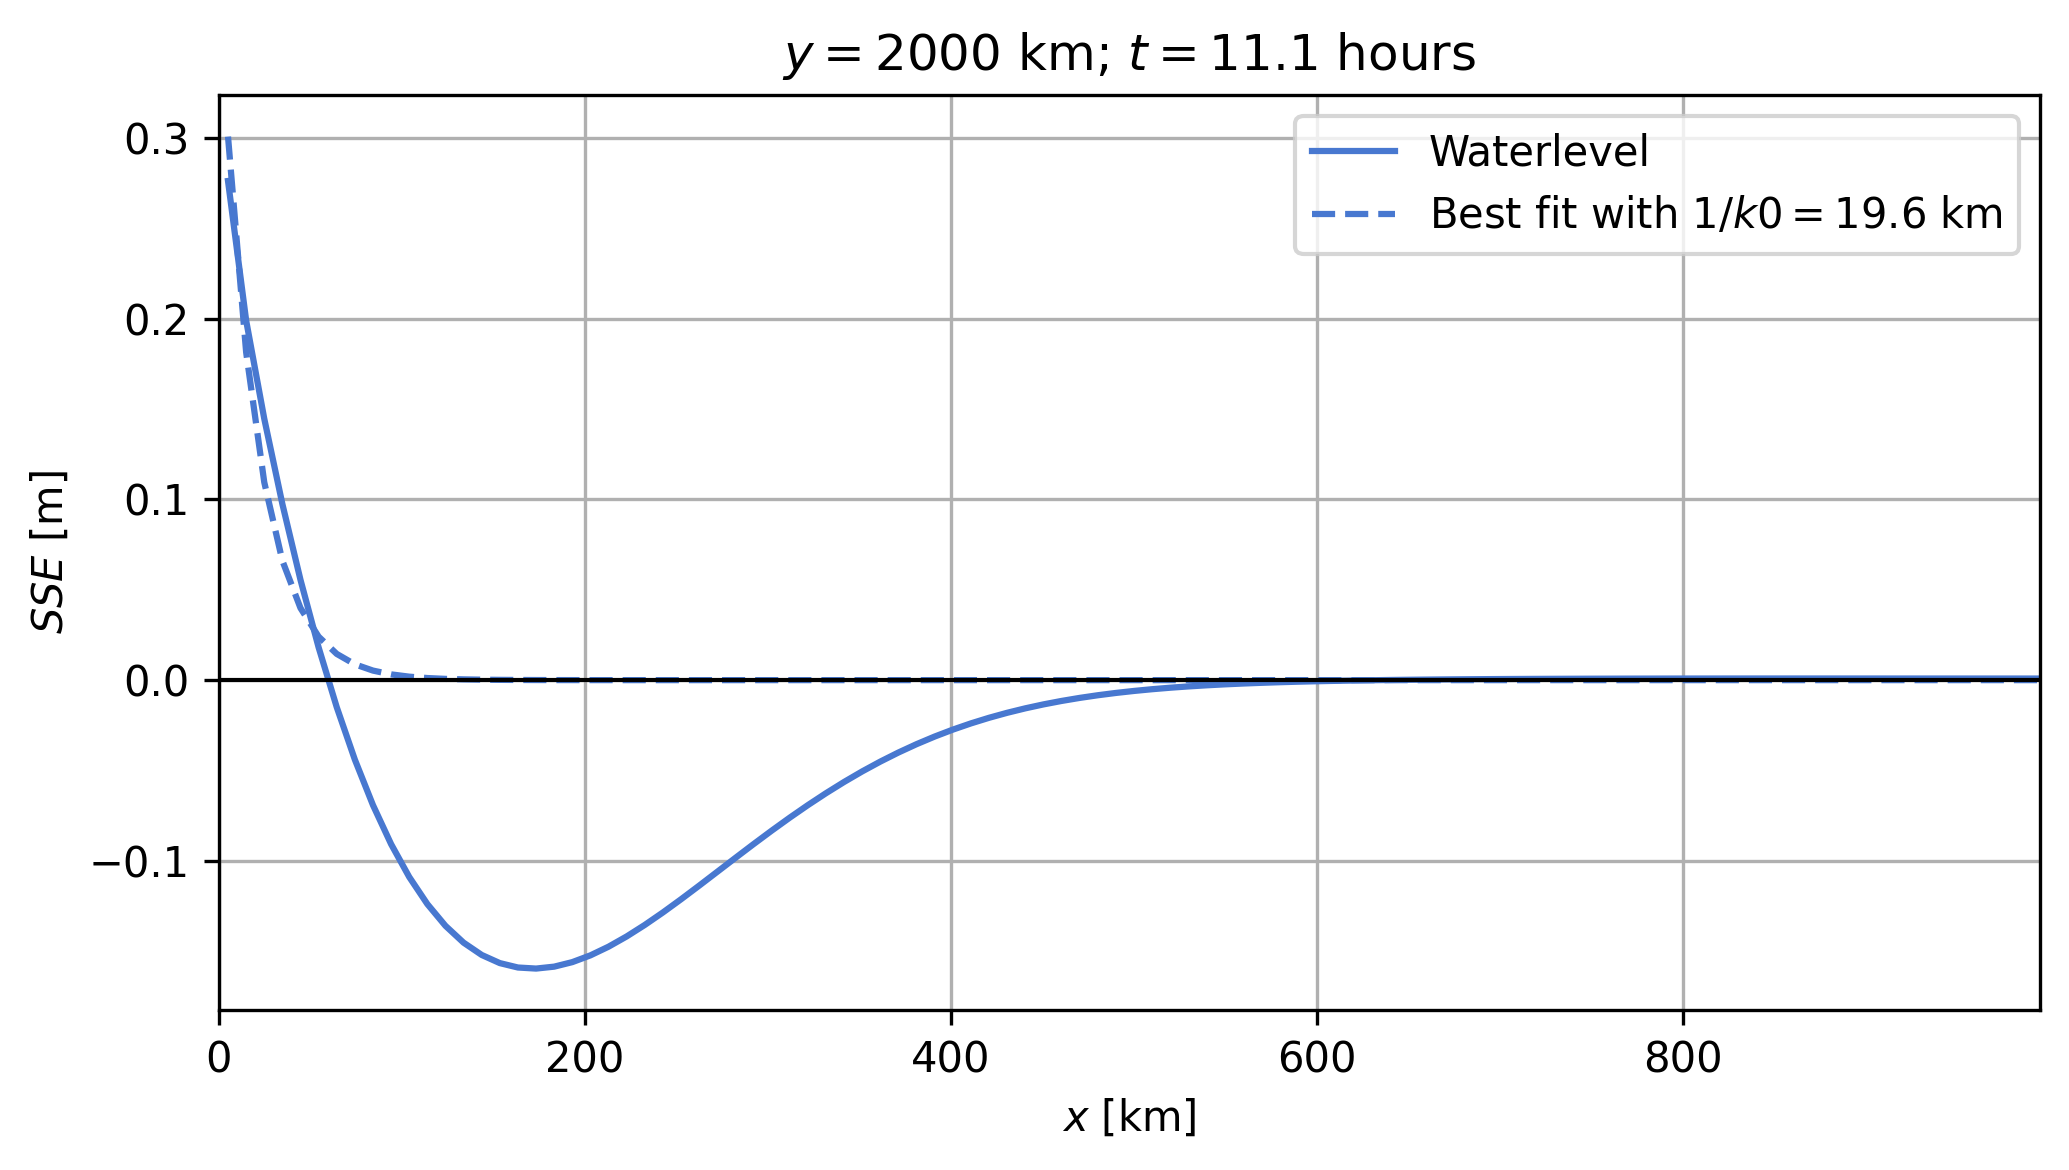 y = 2000 km; t = 11.1 hours
Waterlevel
Best fit with 1/k0 = 19.6 km
0.3
0.2
0.1
0.0
−0.1
SSE [m]
0 200 400 600 800
x [km]